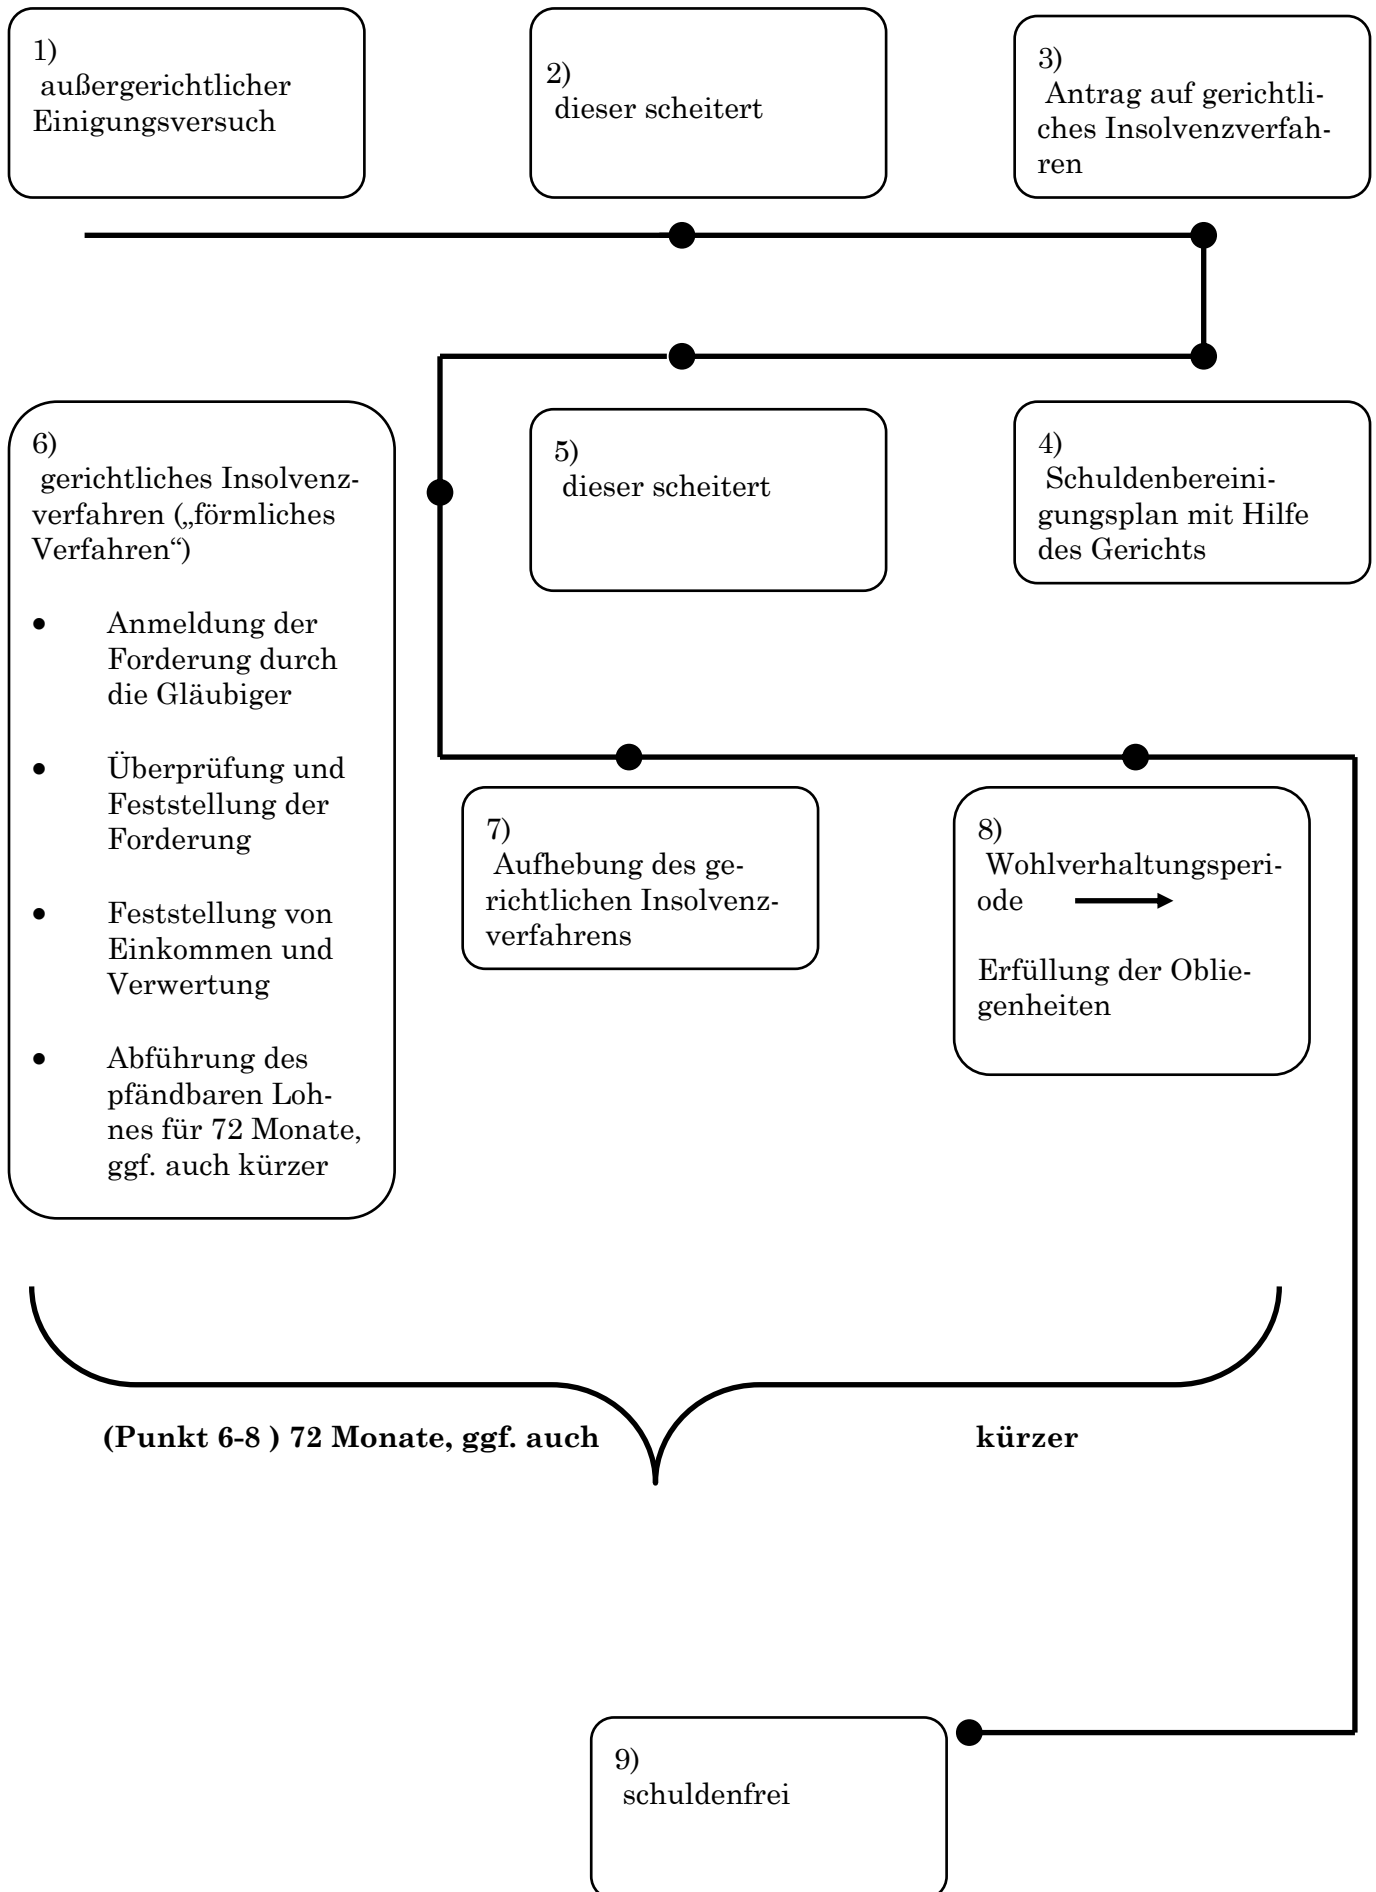 1)
außergerichtlicher
Einigungsversuch
2)
dieser scheitert
3)
Antrag auf gerichtli-
ches Insolvenzverfah-
ren
4)
Schuldenbereini-
gungsplan mit Hilfe
des Gerichts
5)
dieser scheitert
6)
gerichtliches Insolvenz-
verfahren („förmliches
Verfahren“)
• Anmeldung der
Forderung durch
die Gläubiger
• Überprüfung und
Feststellung der
Forderung
• Feststellung von
Einkommen und
Verwertung
• Abführung des
pfändbaren Loh-
nes für 72 Monate,
ggf. auch kürzer
7)
Aufhebung des ge-
richtlichen Insolvenz-
verfahrens
8)
Wohlverhaltungsperi-
ode
Erfüllung der Oblie-
genheiten
(Punkt 6-8 ) 72 Monate, ggf. auch kürzer
9)
schuldenfrei